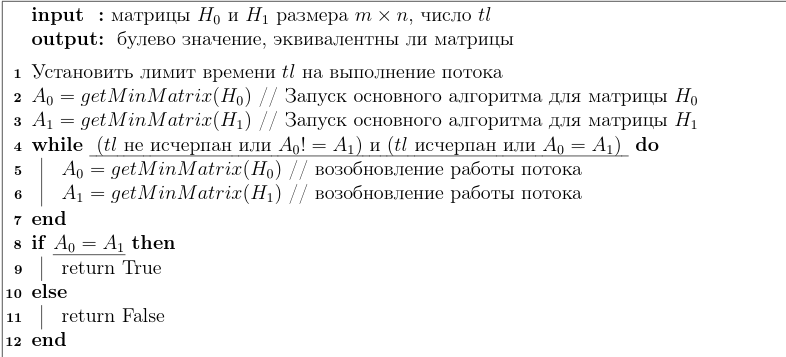 input : матрицы H₀ и H₁ размера m × n, число tl
output: булево значение, эквивалентны ли матрицы
1 Установить лимит времени tl на выполнение потока
2 A₀ = getMinMatrix(H₀) // Запуск основного алгоритма для матрицы H₀
3 A₁ = getMinMatrix(H₁) // Запуск основного алгоритма для матрицы H₁
4 while (tl не исчерпан или A₀! = A₁) и (tl исчерпан или A₀ = A₁) do
5 A₀ = getMinMatrix(H₀) // возобновление работы потока
6 A₁ = getMinMatrix(H₁) // возобновление работы потока
7 end
8 if A₀ = A₁ then
9 return True
10 else
11 return False
12 end